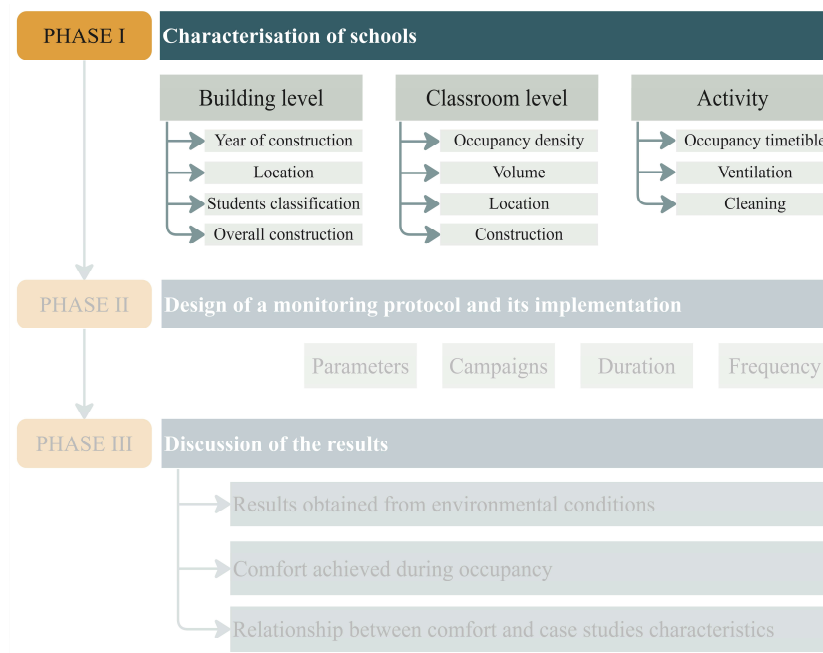 PHASE I
Characterisation of schools
Building level
Classroom level
Activity
Year of construction
Location
Students classification
Overall construction
Occupancy density
Volume
Location
Construction
Occupancy timetible
Ventilation
Cleaning
PHASE II
Design of a monitoring protocol and its implementation
Parameters
Campaigns
Duration
Frequency
PHASE III
Discussion of the results
Results obtained from environmental conditions
Comfort achieved during occupancy
Relationship between comfort and case studies characteristics